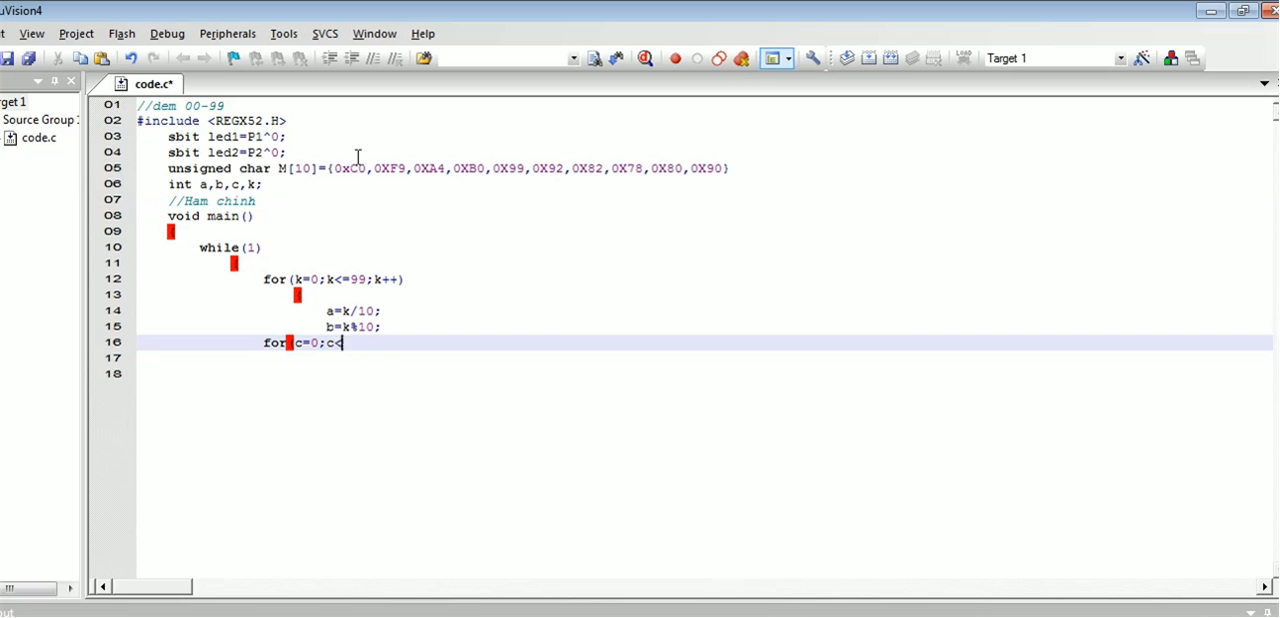 uVision4
View Project Flash Debug Peripherals Tools SVCS Window Help
Target 1
code.c*
get 1
Source Group
code.c
01 //dem 00-99
02 #include <REGX52.H>
03 sbit led1=P1^0;
04 sbit led2=P2^0;
05 unsigned char M[10]={0xC0,0XF9,0XA4,0XB0,0X99,0X92,0X82,0X78,0X80,0X90}
06 int a,b,c,k;
07 //Ham chinh
08 void main()
09 {
10 while(1)
11 {
12 for(k=0;k<=99;k++)
13 {
14 a=k/10;
15 b=k%10;
16 for(c=0;c<
17
18